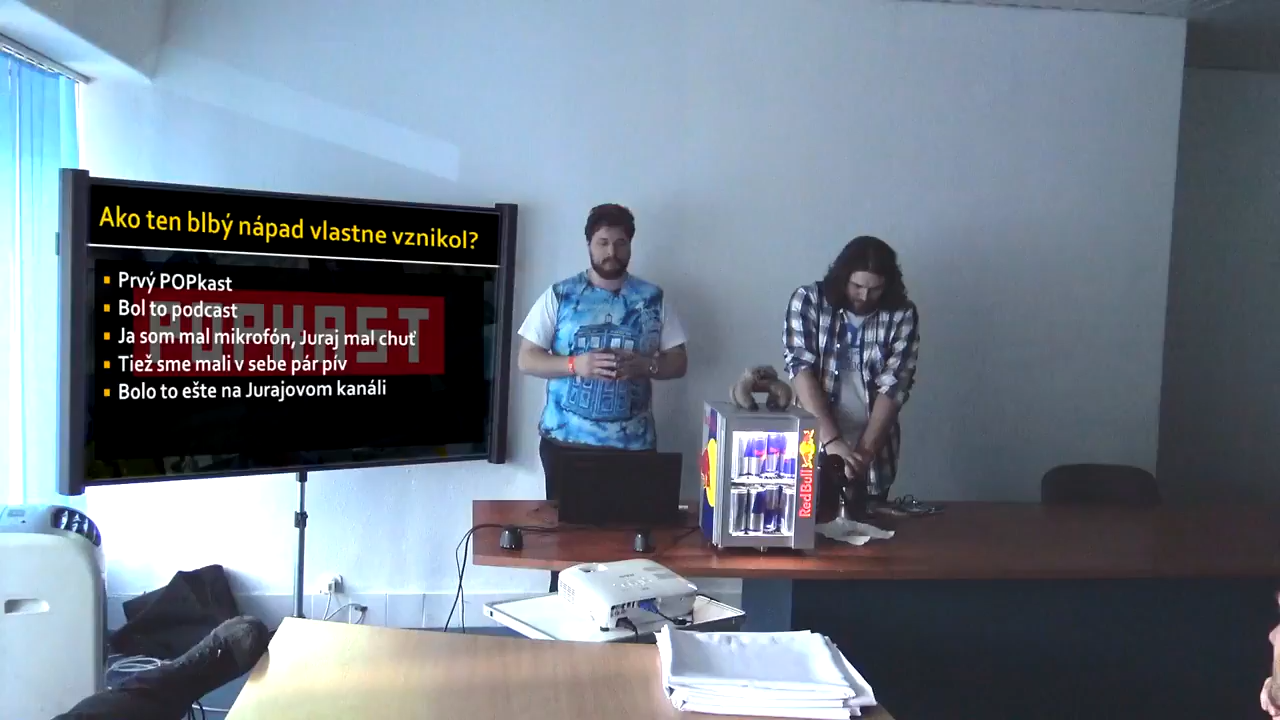 Ako ten blbý nápad vlastne vznikol?
Prvý POPkast
Bol to podcast
Ja som mal mikrofón, Juraj mal chuť
Tiež sme mali v sebe pár pív
Bolo to ešte na Jurajovom kanáli
POPKAST
Red Bull